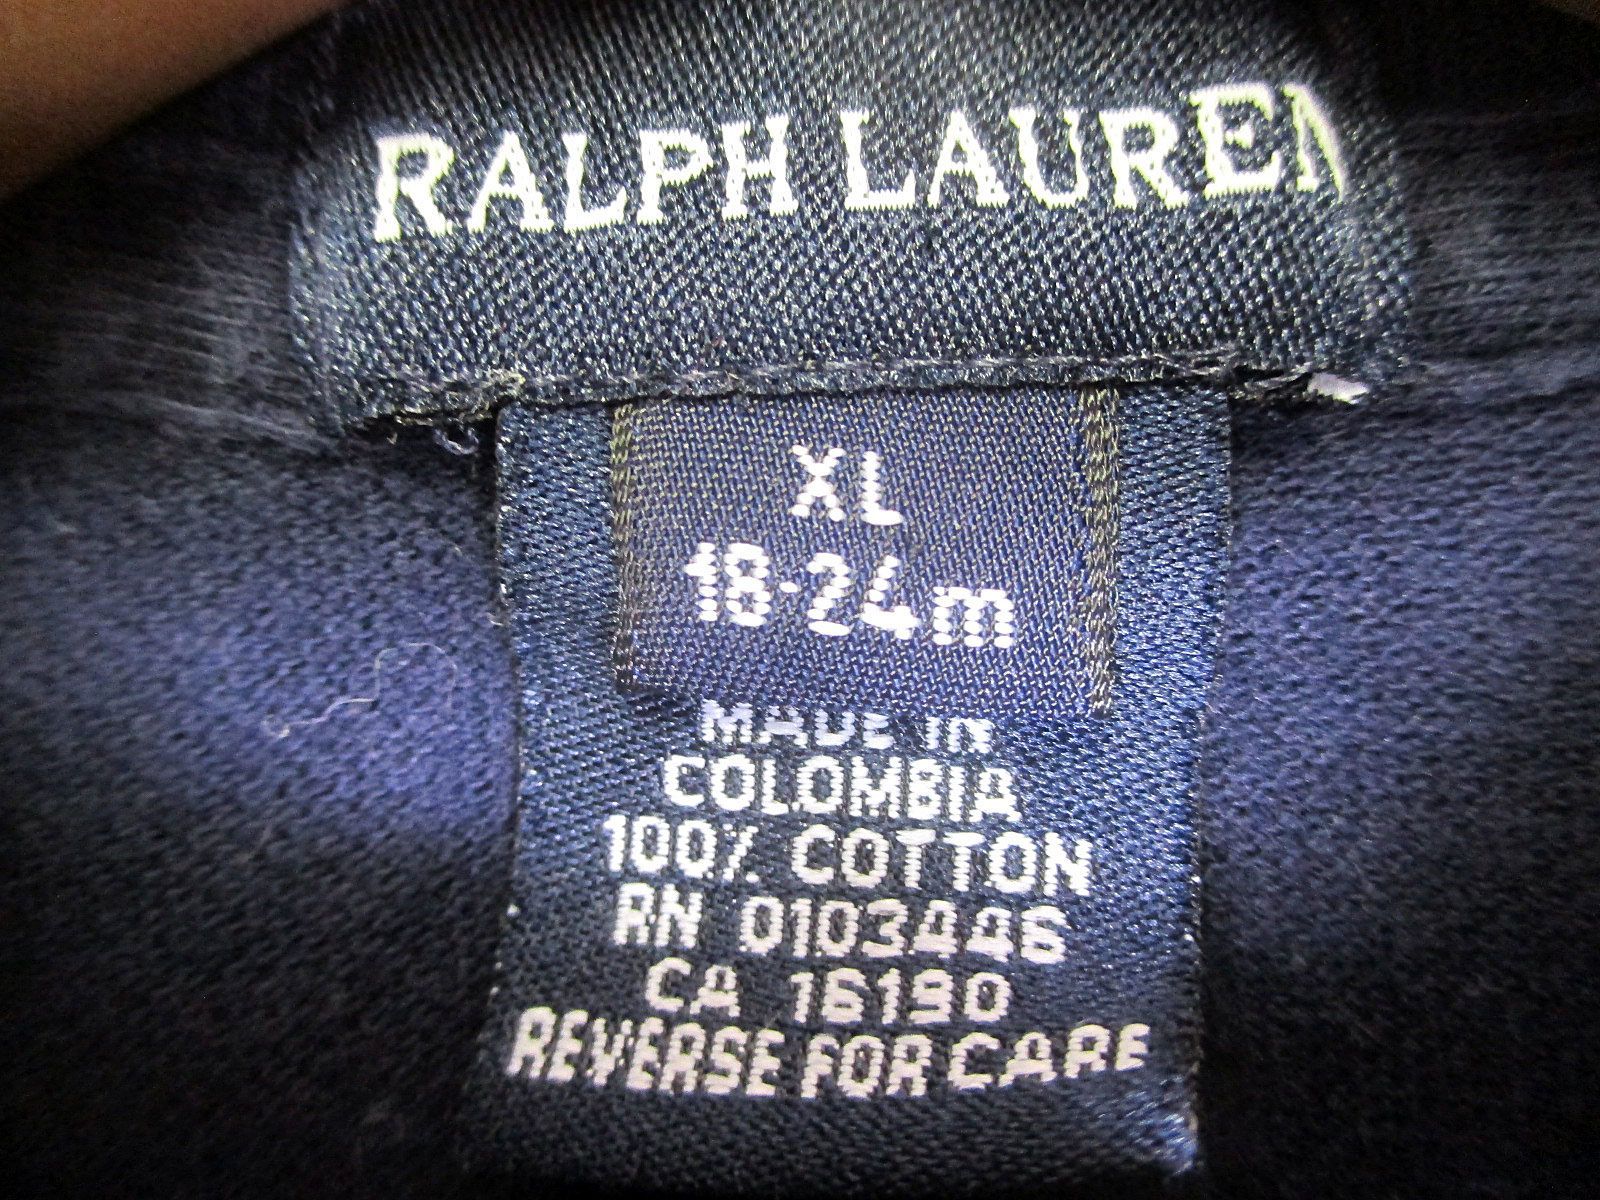 RALPH LAUREN
XL
18-24m
MADE IN
COLOMBIA
100% COTTON
RN 0103446
CA 16190
REVERSE FOR CARE